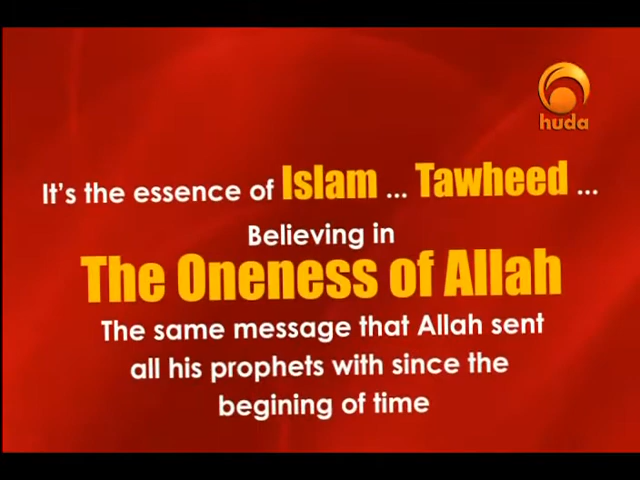 huda
It's the essence of Islam ... Tawheed ...
Believing in
The Oneness of Allah
The same message that Allah sent
all his prophets with since the
begining of time